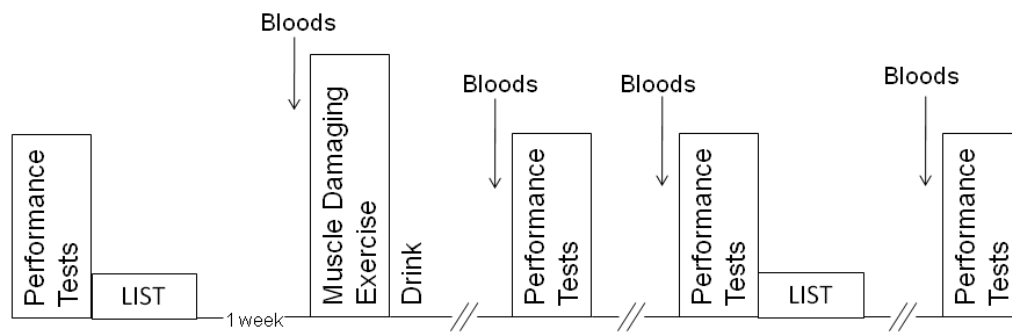 Bloods
Bloods
Bloods
Bloods
Performance
Tests
LIST
1 week
Muscle Damaging
Exercise
Drink
Performance
Tests
Performance
Tests
LIST
Performance
Tests